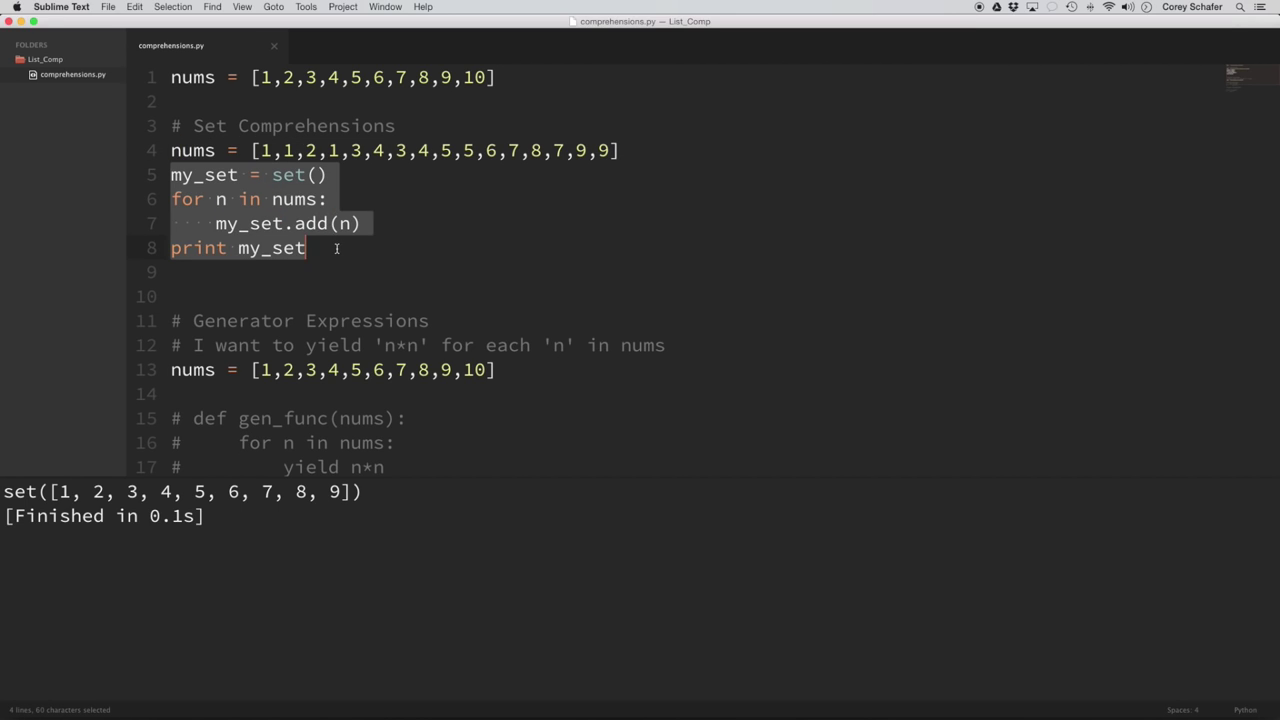 Sublime Text File Edit Selection Find View Goto Tools Project Window Help Corey Schafer
comprehensions.py — List_Comp
FOLDERS
List_Comp
comprehensions.py
comprehensions.py
1 nums = [1,2,3,4,5,6,7,8,9,10]
2
3 # Set Comprehensions
4 nums = [1,1,2,1,3,4,3,4,5,5,6,7,8,7,9,9]
5 my_set = set()
6 for n in nums:
7 my_set.add(n)
8 print my_set
9
10
11 # Generator Expressions
12 # I want to yield 'n*n' for each 'n' in nums
13 nums = [1,2,3,4,5,6,7,8,9,10]
14
15 # def gen_func(nums):
16 # for n in nums:
17 # yield n*n
set([1, 2, 3, 4, 5, 6, 7, 8, 9])
[Finished in 0.1s]
4 lines, 60 characters selected Spaces: 4 Python